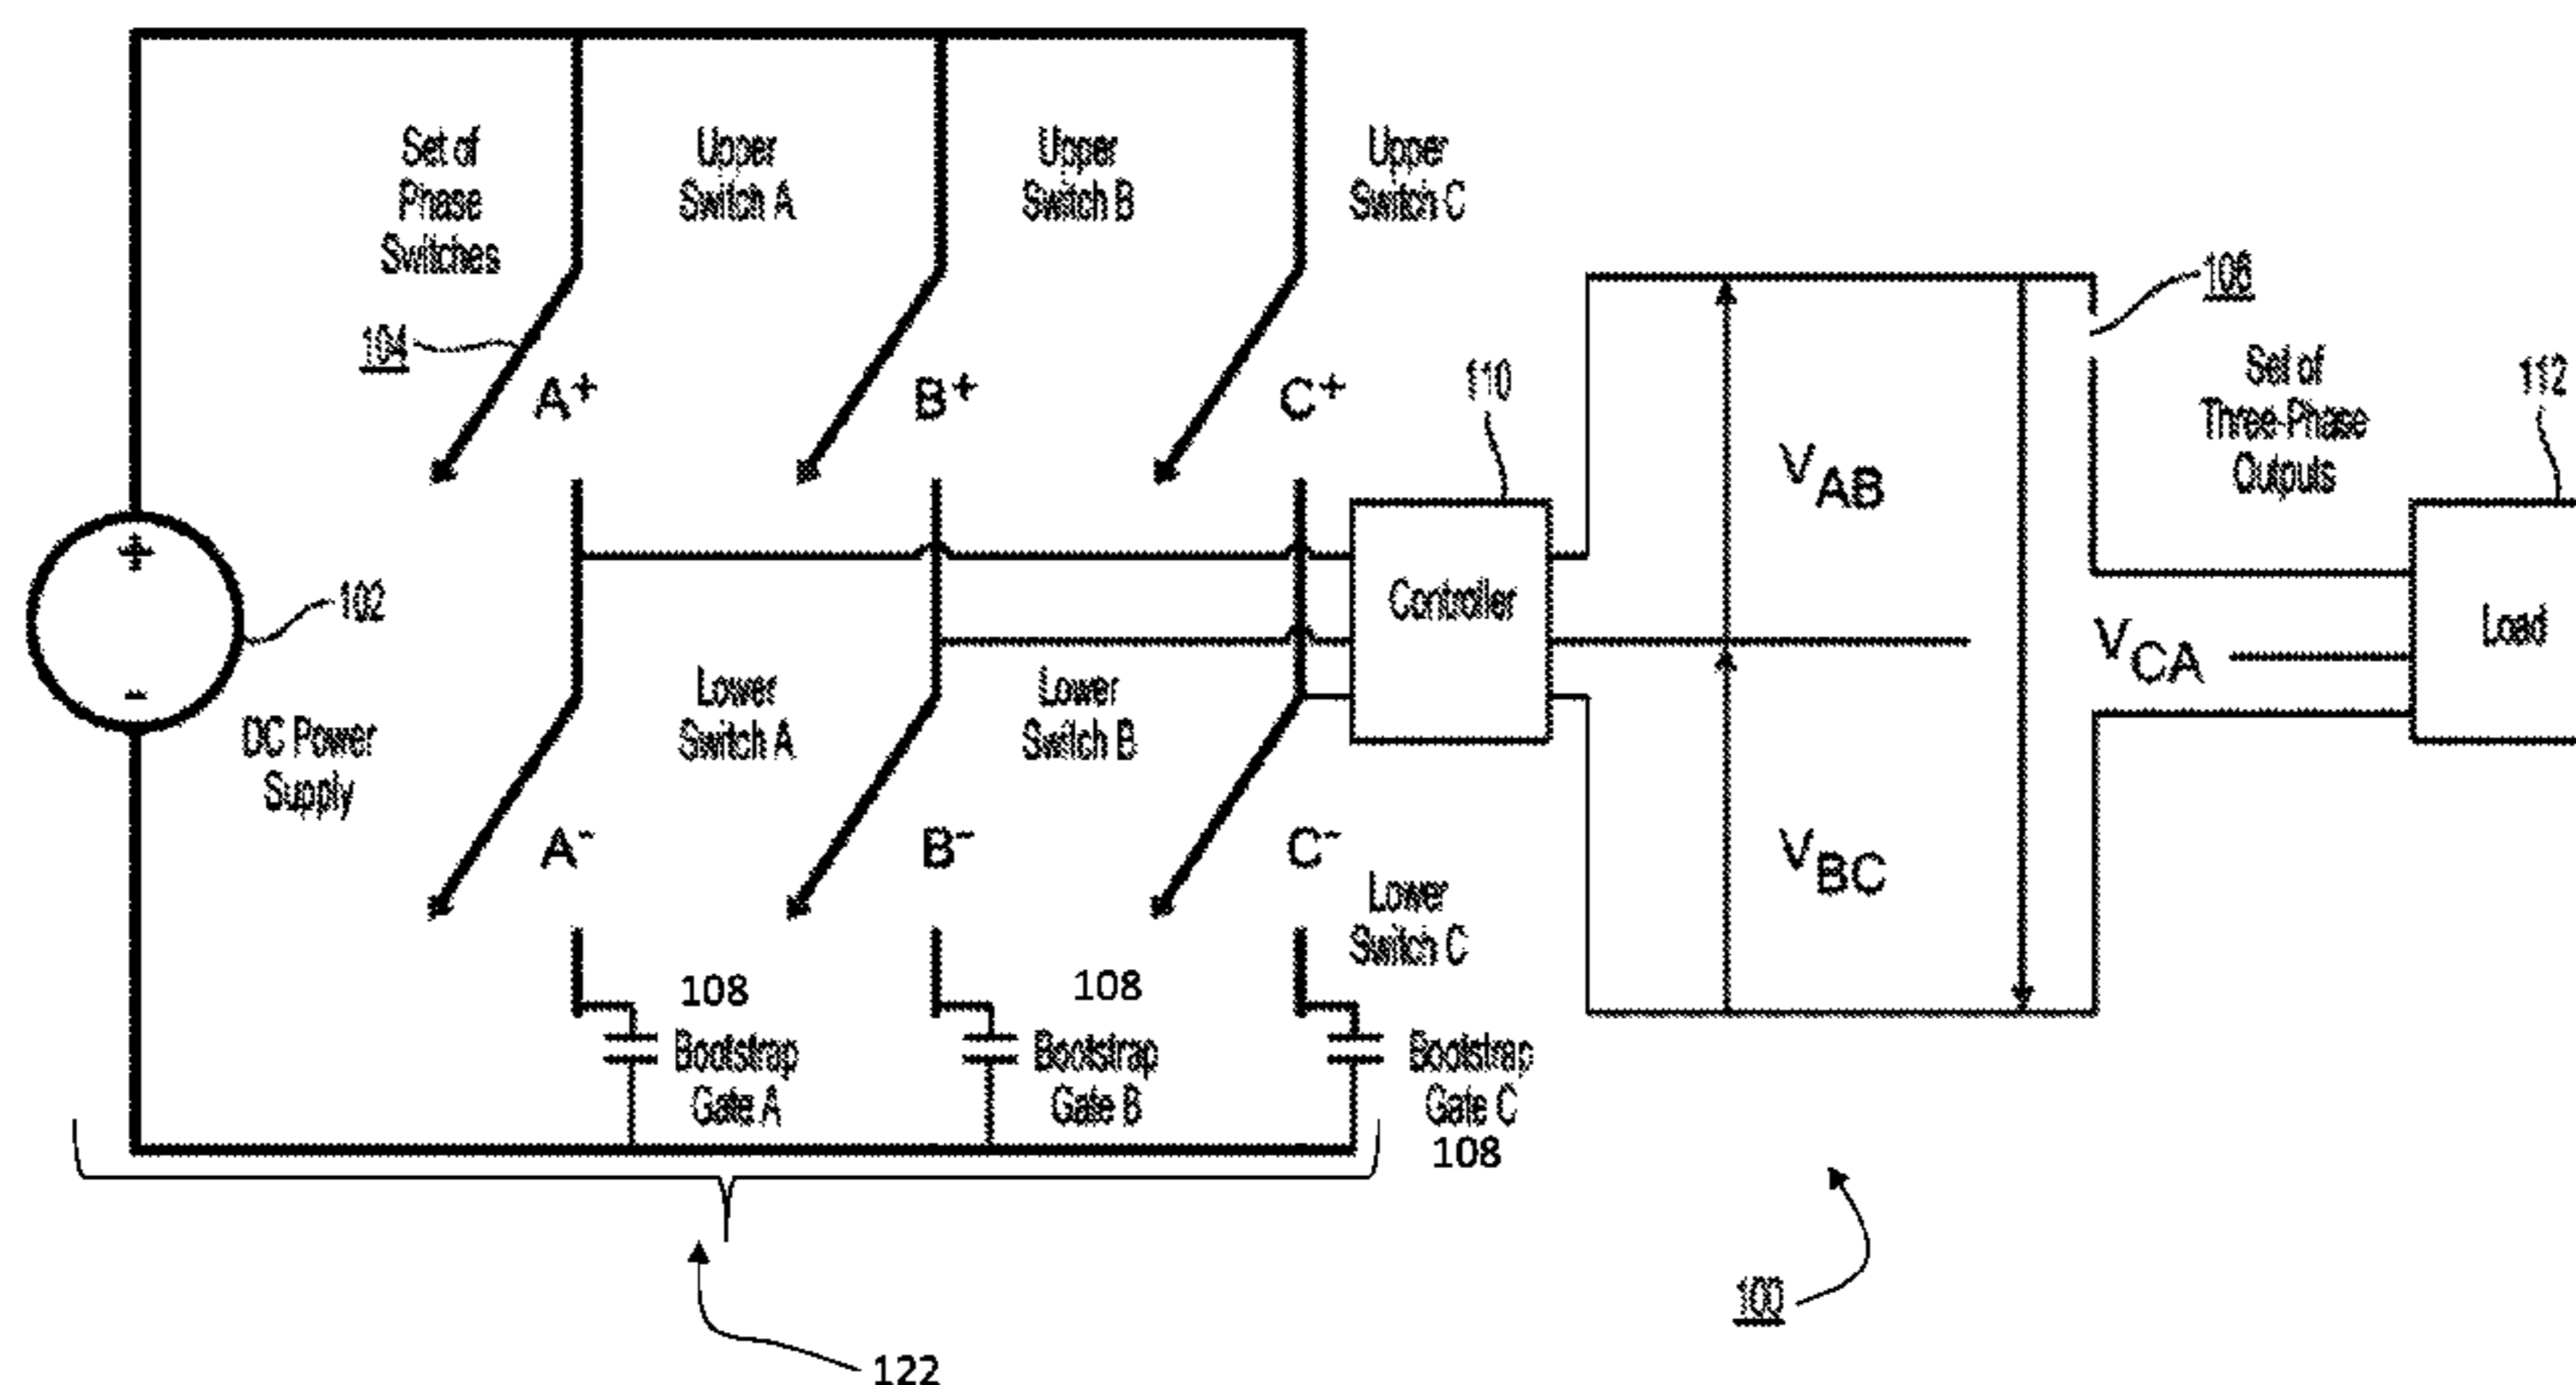 Set of
Phase
Switches
Upper
Switch A
Upper
Switch B
Upper
Switch C
104
A+
B+
C+
110
108
Set of
Three-Phase
Outputs
112
VAB
+
-
102
DC Power
Supply
Controller
VCA
Load
Lower
Switch A
Lower
Switch B
A-
B-
C-
VBC
Lower
Switch C
108
108
Bootstrap
Gate A
Bootstrap
Gate B
Bootstrap
Gate C
108
100
122